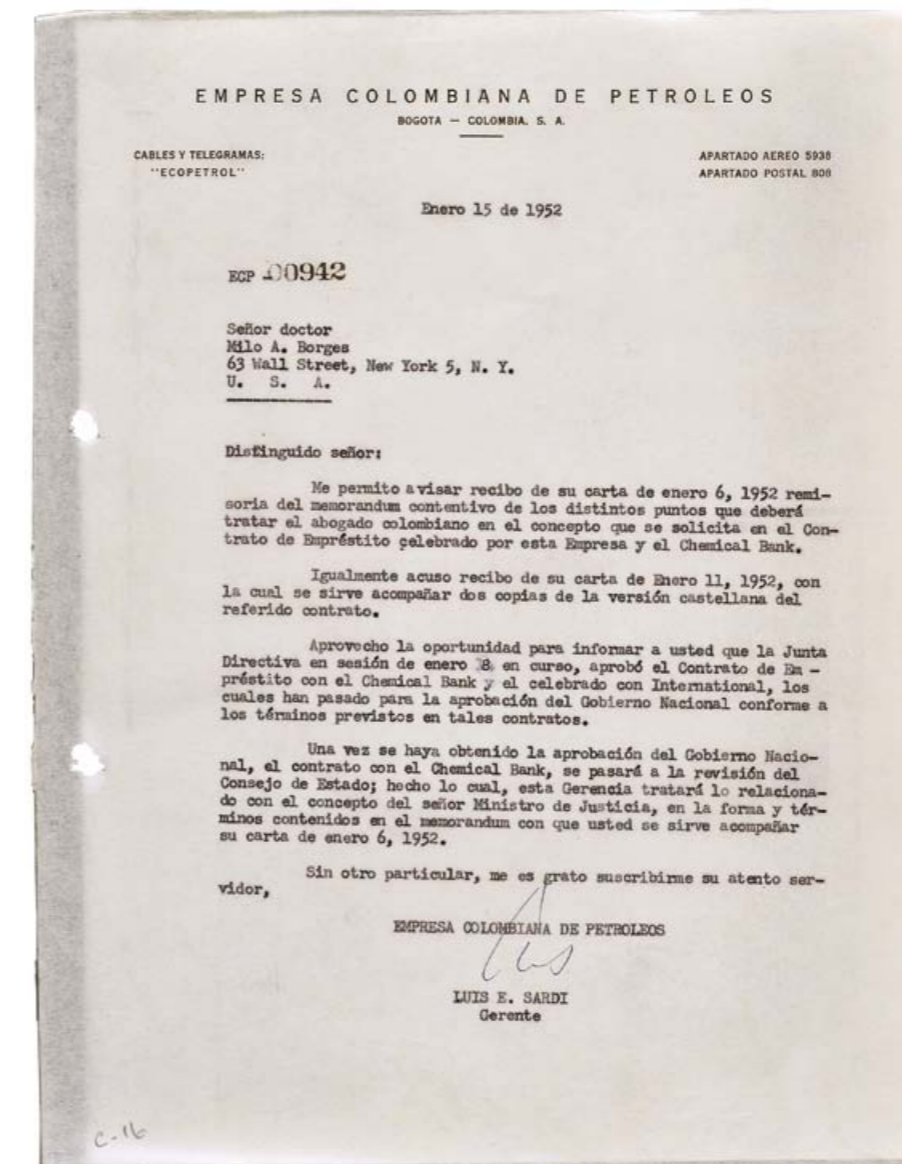 EMPRESA COLOMBIANA DE PETROLEOS
BOGOTA — COLOMBIA. S. A.
CABLES Y TELEGRAMAS:
"ECOPETROL"
APARTADO AEREO 5938
APARTADO POSTAL 808
Enero 15 de 1952
ECP 00942
Señor doctor
Milo A. Borges
63 Wall Street, New York 5, N. Y.
U. S. A.
Distinguido señor:
Me permito avisar recibo de su carta de enero 6, 1952 remi-
soria del memorandum contentivo de los distintos puntos que deberá
tratar el abogado colombiano en el concepto que se solicita en el Con-
trato de Empréstito celebrado por esta Empresa y el Chemical Bank.
Igualmente acuso recibo de su carta de Enero 11, 1952, con
la cual se sirve acompañar dos copias de la versión castellana del
referido contrato.
Aprovecho la oportunidad para informar a usted que la Junta
Directiva en sesión de enero 8 en curso, aprobó el Contrato de Em -
préstito con el Chemical Bank y el celebrado con International, los
cuales han pasado para la aprobación del Gobierno Nacional conforme a
los términos previstos en tales contratos.
Una vez se haya obtenido la aprobación del Gobierno Nacio-
nal, el contrato con el Chemical Bank, se pasará a la revisión del
Consejo de Estado; hecho lo cual, esta Gerencia tratará lo relaciona-
do con el concepto del señor Ministro de Justicia, en la forma y tér-
minos contenidos en el memorandum con que usted se sirve acompañar
su carta de enero 6, 1952.
Sin otro particular, me es grato suscribirme su atento ser-
vidor,
EMPRESA COLOMBIANA DE PETROLEOS
LUIS E. SARDI
Gerente
C-16